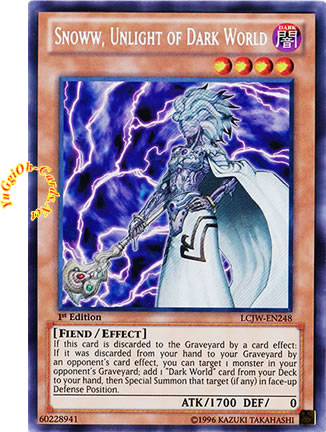 SNOWW, UNLIGHT OF DARK WORLD
DARK
闇
YuGiOh-Cards.Ya
1st Edition
LCJW-EN248
[FIEND / EFFECT]
If this card is discarded to the Graveyard by a card effect:
If it was discarded from your hand to your Graveyard by
an opponent's card effect, you can target 1 monster in your
opponent's Graveyard; add 1 "Dark World" card from your Deck
to your hand, then Special Summon that target (if any) in face-up
Defense Position.
ATK/1700 DEF/ 0
60228941
©1996 KAZUKI TAKAHASHI